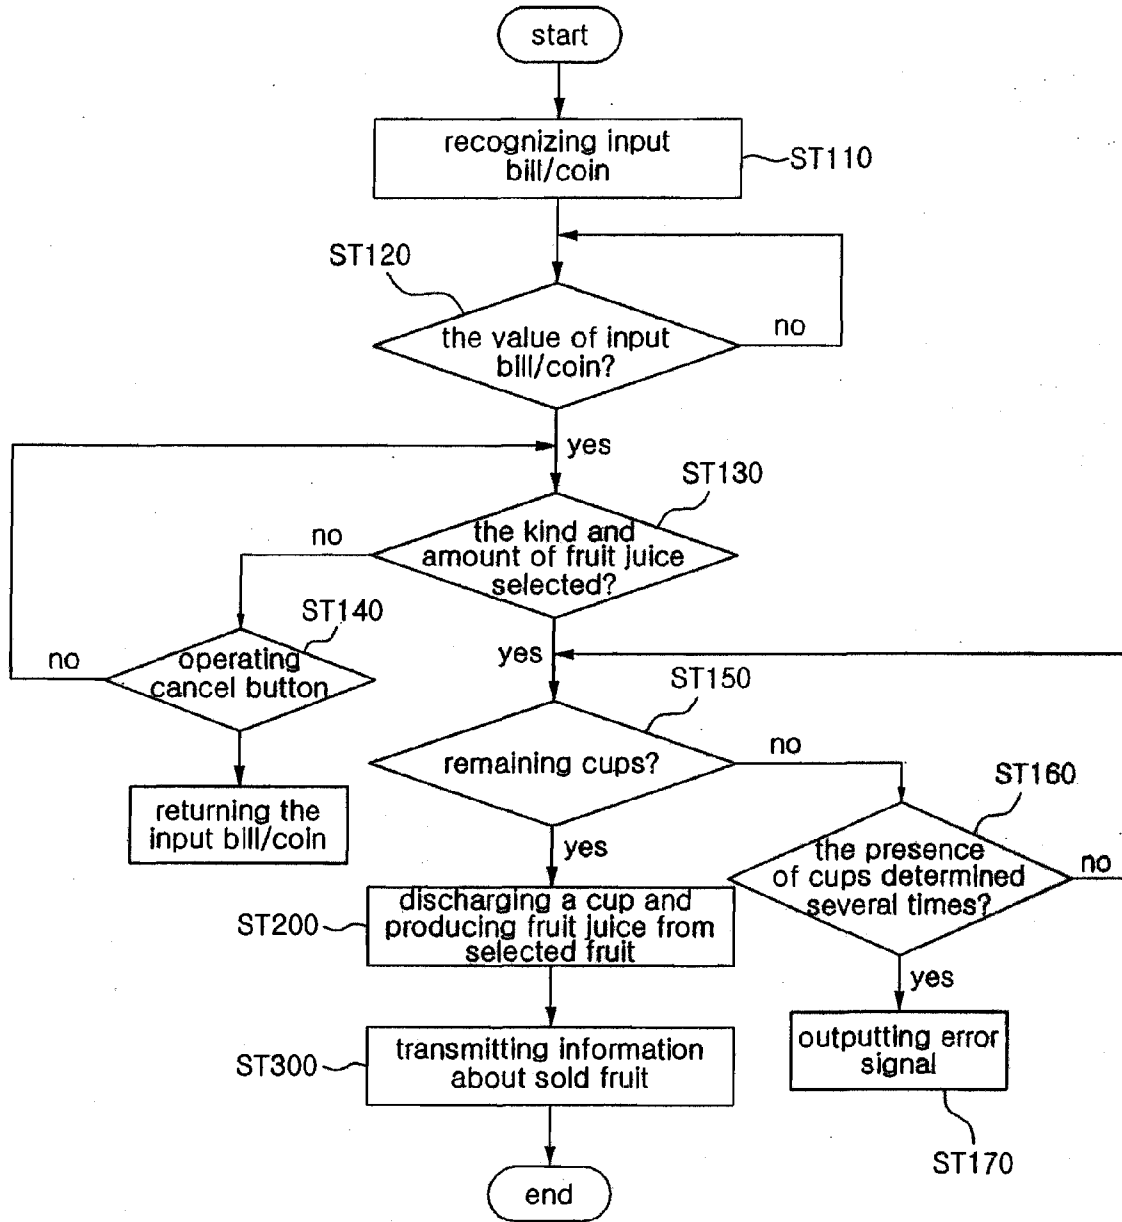 start
recognizing input
bill/coin
ST110
ST120
the value of input
bill/coin?
no
yes
ST130
the kind and
amount of fruit juice
selected?
no
ST140
operating
cancel button
no
yes
returning the
input bill/coin
ST150
remaining cups?
no
ST160
the presence
of cups determined
several times?
no
yes
yes
discharging a cup and
producing fruit juice from
selected fruit
ST200
outputting error
signal
ST170
transmitting information
about sold fruit
ST300
end